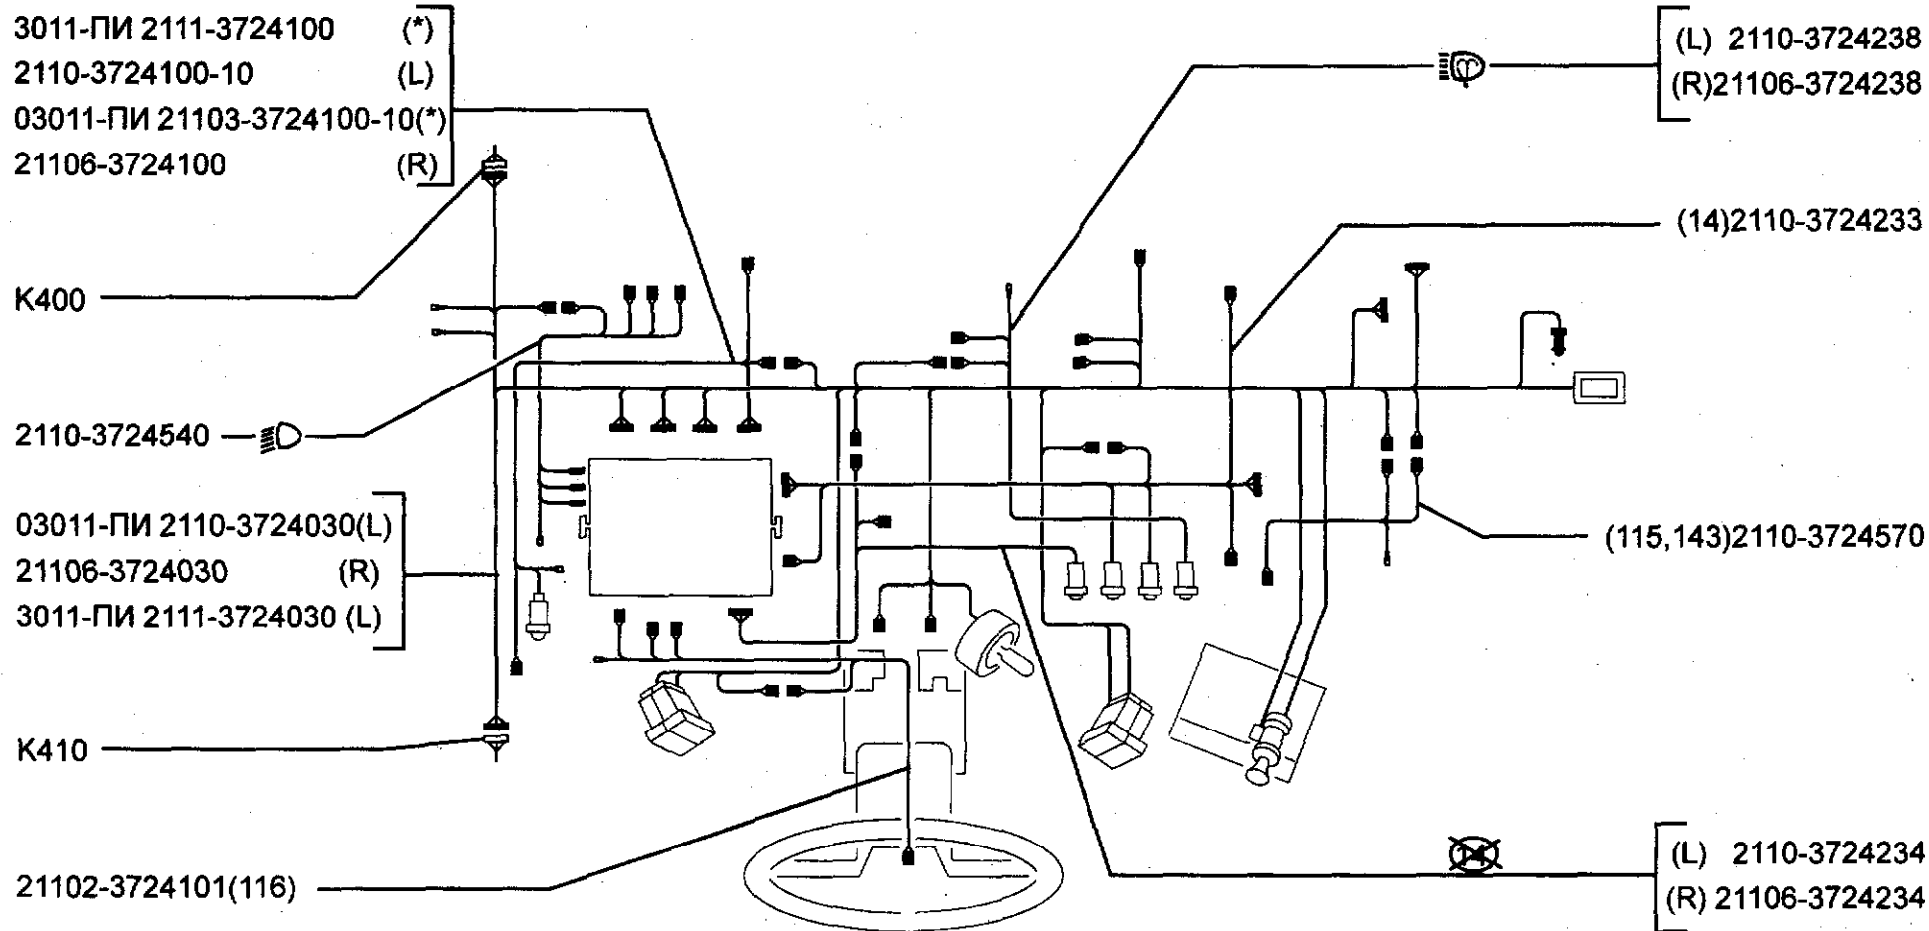 3011-ПИ 2111-3724100 (*)
2110-3724100-10 (L)
03011-ПИ 21103-3724100-10(*)
21106-3724100 (R)
(L) 2110-3724238
(R)21106-3724238
(14)2110-3724233
K400
2110-3724540
03011-ПИ 2110-3724030(L)
21106-3724030 (R)
3011-ПИ 2111-3724030 (L)
(115,143)2110-3724570
K410
21102-3724101(116)
14
(L) 2110-3724234
(R) 21106-3724234